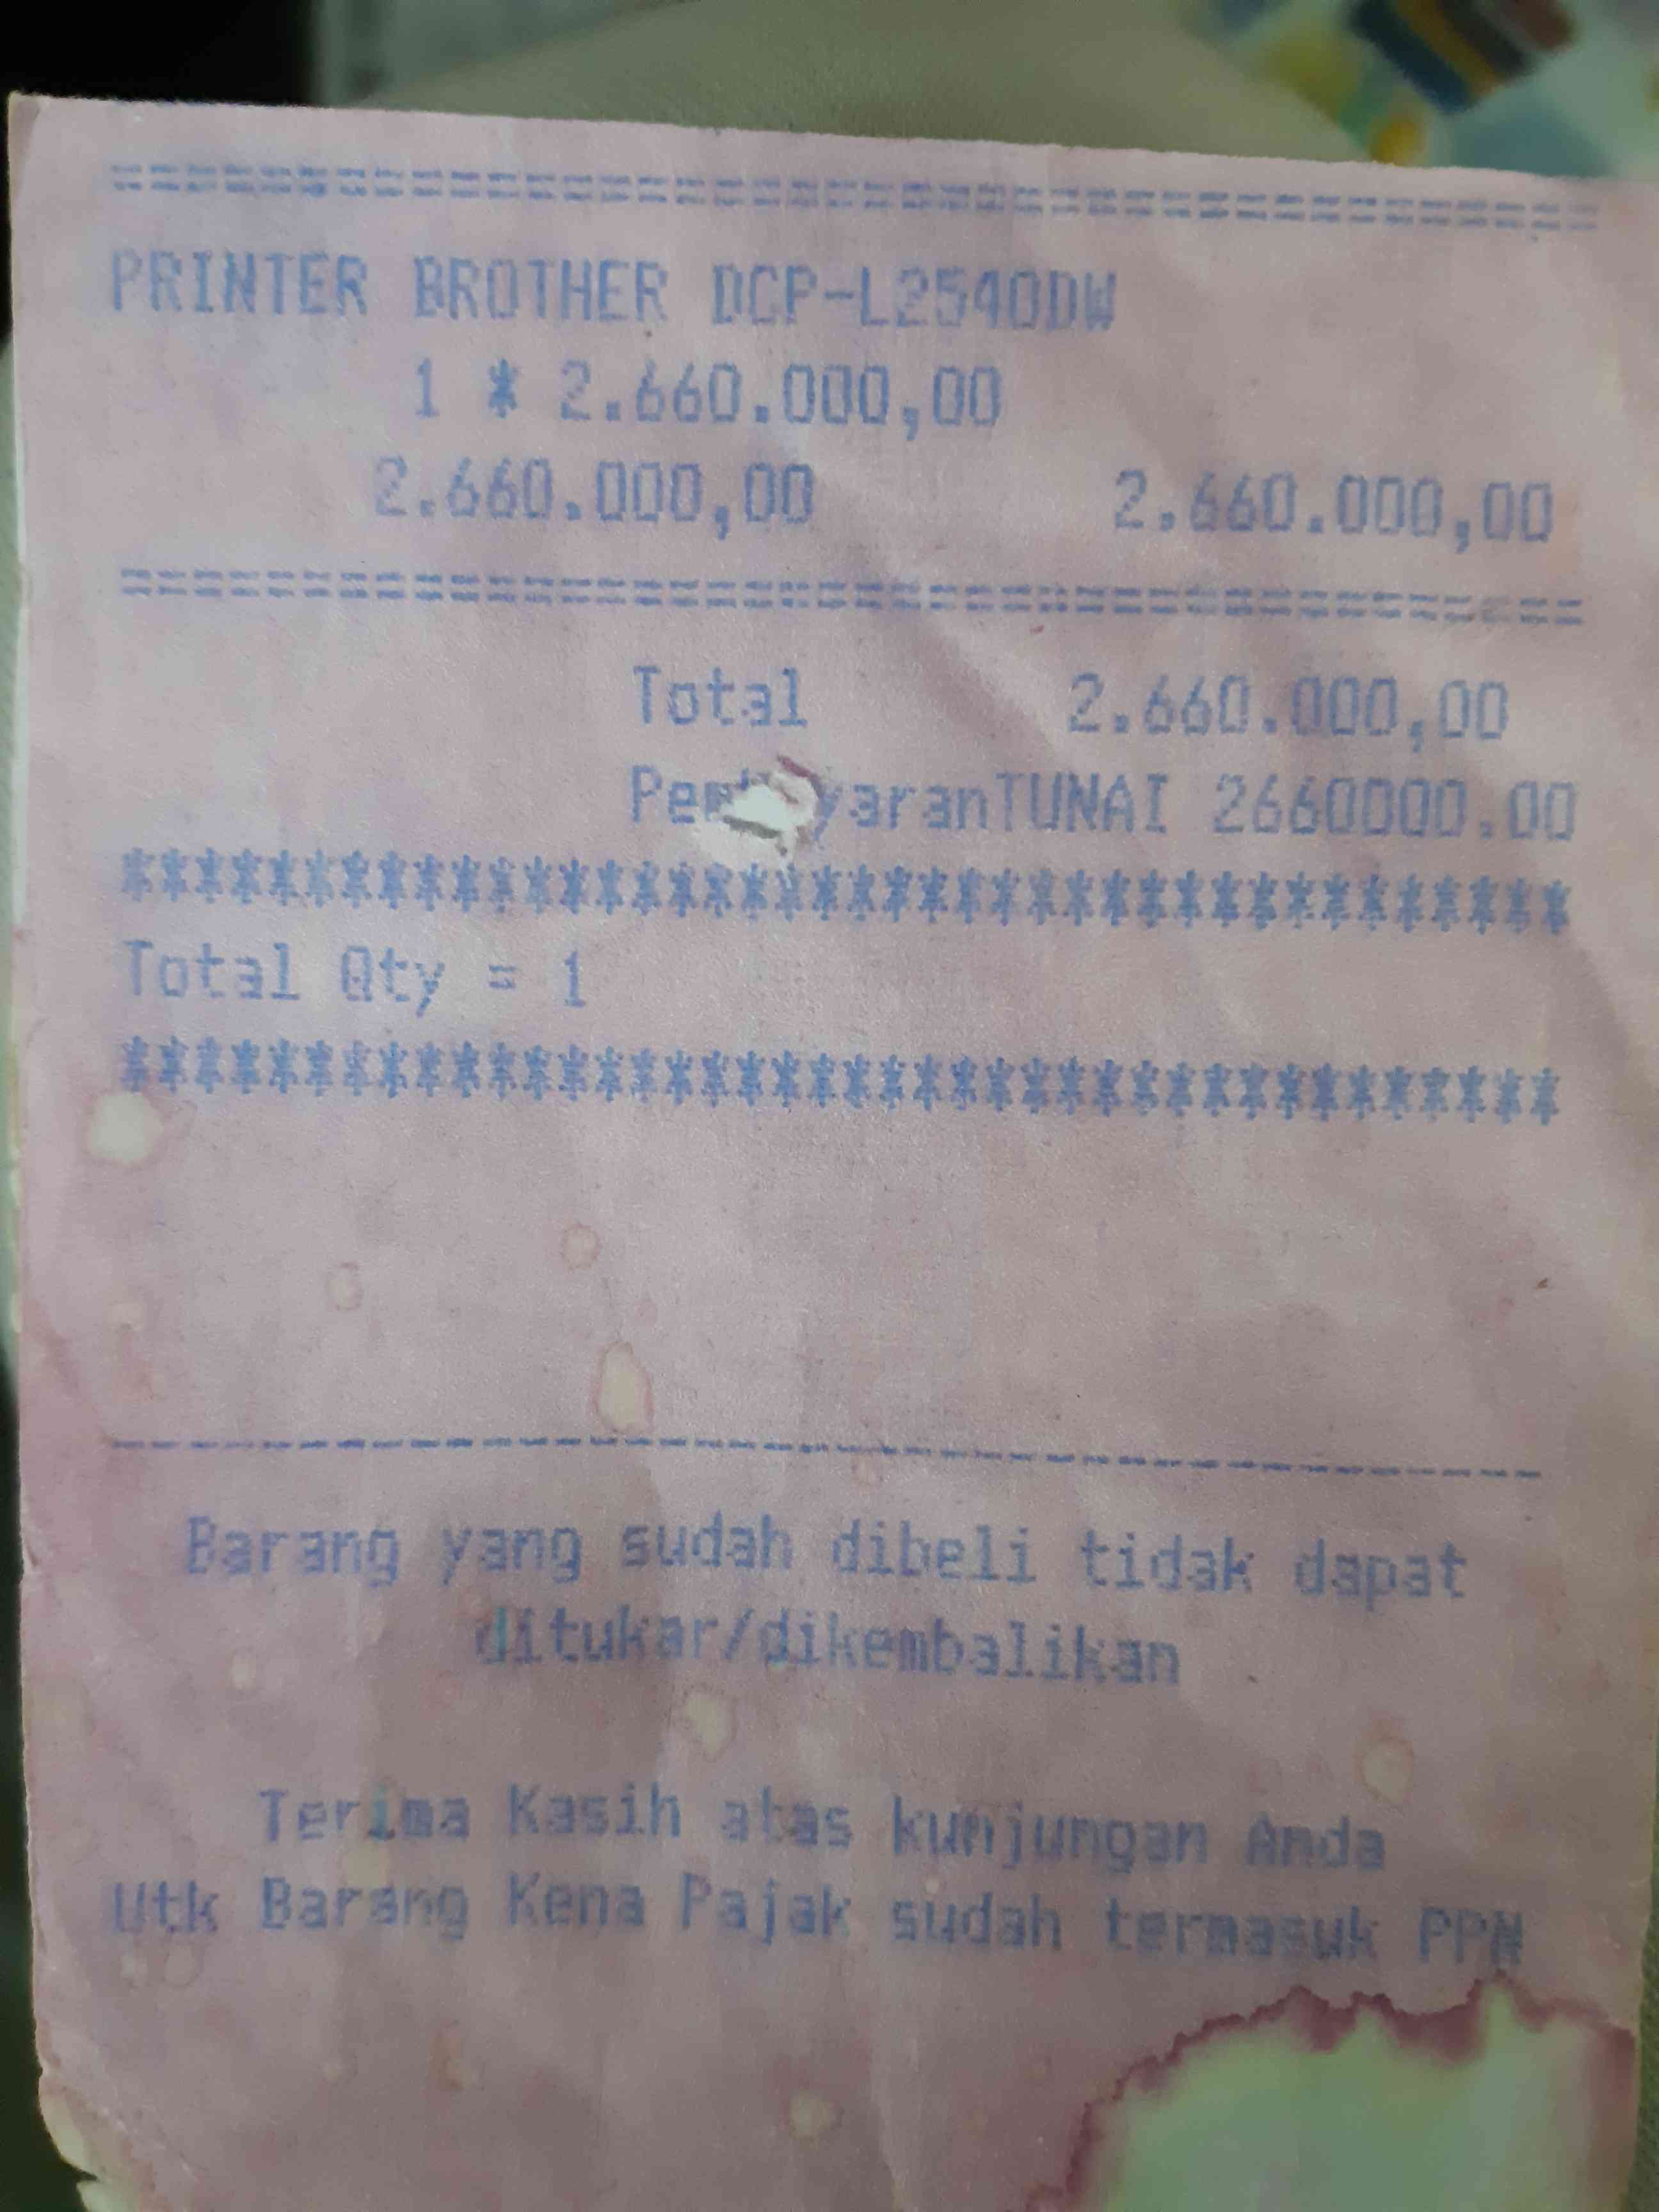 ========================================
PRINTER BROTHER DCP-L2540DW
1 * 2.660.000,00
2.660.000,00 2.660.000,00
========================================
Total 2.660.000,00
TUNAI 2660000.00
****************************************
Total Qty = 1
****************************************
----------------------------------------
Barang yang sudah dibeli tidak dapat
ditukar/dikembalikan
Terima Kasih atas kunjungan Anda
Utk Barang Kena Pajak sudah termasuk PPN